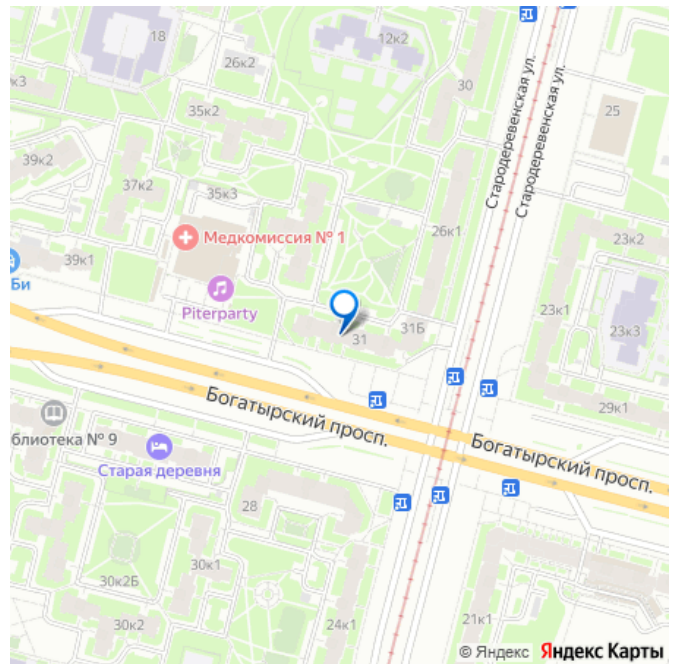 18
12к2
26к2
30
к3
35к2
25
39к2
37к2
35к3
Стародеревенская ул.
Стародеревенская ул.
Медкомиссия № 1
26к1
23к2
39к1
Би
Piterparty
31
31Б
23к1
23к3
29к1
Богатырский просп.
Богатырский просп.
блиотека № 9
Старая деревня
28
30к1
30к2Б
30к2
24к1
21к1
© Яндекс Яндекс Карты